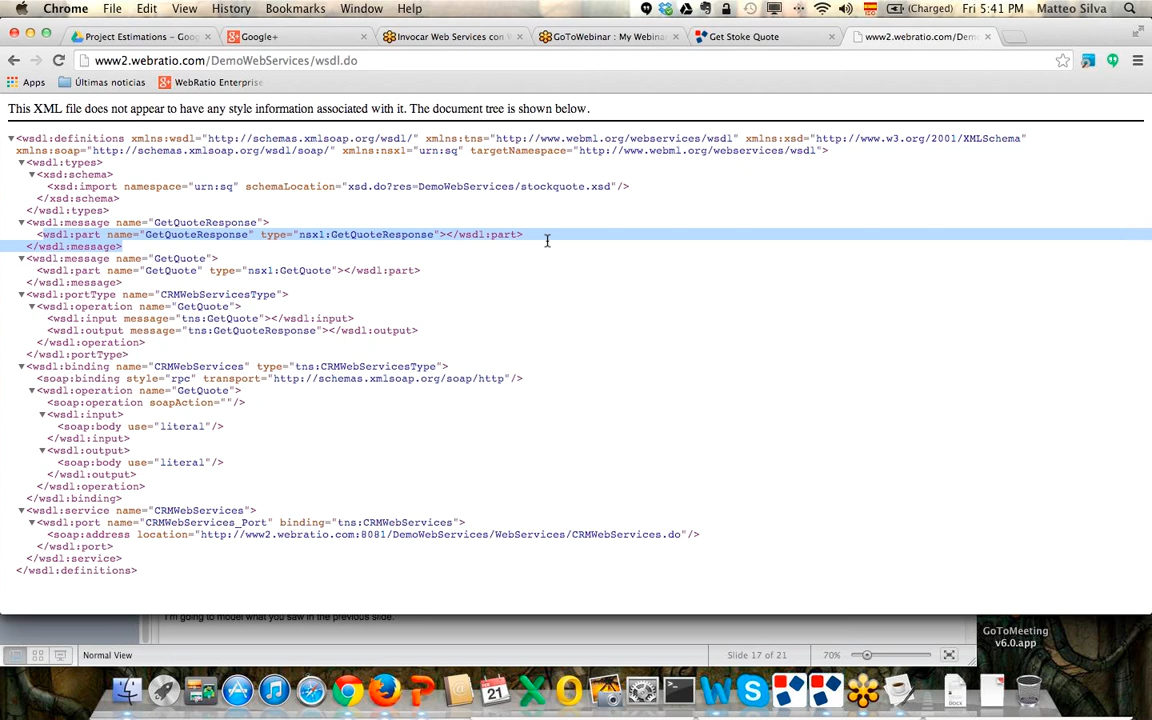 Chrome File Edit View History Bookmarks Window Help (Charged) Fri 5:41 PM Matteo Silva
Project Estimations – Goog Google+ Invocar Web Services con W GoToWebinar : My Webina Get Stoke Quote www2.webratio.com/Dem
www2.webratio.com/DemoWebServices/wsdl.do
Apps Últimas noticias WebRatio Enterprise
This XML file does not appear to have any style information associated with it. The document tree is shown below.
<wsdl:definitions xmlns:wsdl="http://schemas.xmlsoap.org/wsdl/" xmlns:tns="http://www.webml.org/webservices/wsdl" xmlns:xsd="http://www.w3.org/2001/XMLSchema"
xmlns:soap="http://schemas.xmlsoap.org/wsdl/soap/" xmlns:nsx1="urn:sq" targetNamespace="http://www.webml.org/webservices/wsdl">
<wsdl:types>
<xsd:schema>
<xsd:import namespace="urn:sq" schemaLocation="xsd.do?res=DemoWebServices/stockquote.xsd"/>
</xsd:schema>
</wsdl:types>
<wsdl:message name="GetQuoteResponse">
<wsdl:part name="GetQuoteResponse" type="nsx1:GetQuoteResponse"></wsdl:part>
</wsdl:message>
<wsdl:message name="GetQuote">
<wsdl:part name="GetQuote" type="nsx1:GetQuote"></wsdl:part>
</wsdl:message>
<wsdl:portType name="CRMWebServicesType">
<wsdl:operation name="GetQuote">
<wsdl:input message="tns:GetQuote"></wsdl:input>
<wsdl:output message="tns:GetQuoteResponse"></wsdl:output>
</wsdl:operation>
</wsdl:portType>
<wsdl:binding name="CRMWebServices" type="tns:CRMWebServicesType">
<soap:binding style="rpc" transport="http://schemas.xmlsoap.org/soap/http"/>
<wsdl:operation name="GetQuote">
<soap:operation soapAction=""/>
<wsdl:input>
<soap:body use="literal"/>
</wsdl:input>
<wsdl:output>
<soap:body use="literal"/>
</wsdl:output>
</wsdl:operation>
</wsdl:binding>
<wsdl:service name="CRMWebServices">
<wsdl:port name="CRMWebServices_Port" binding="tns:CRMWebServices">
<soap:address location="http://www2.webratio.com:8081/DemoWebServices/WebServices/CRMWebServices.do"/>
</wsdl:port>
</wsdl:service>
</wsdl:definitions>
I'm going to model what you saw in the previous slide.
GoToMeeting
v6.0.app
Normal View Slide 17 of 21 70%
21
DOCX